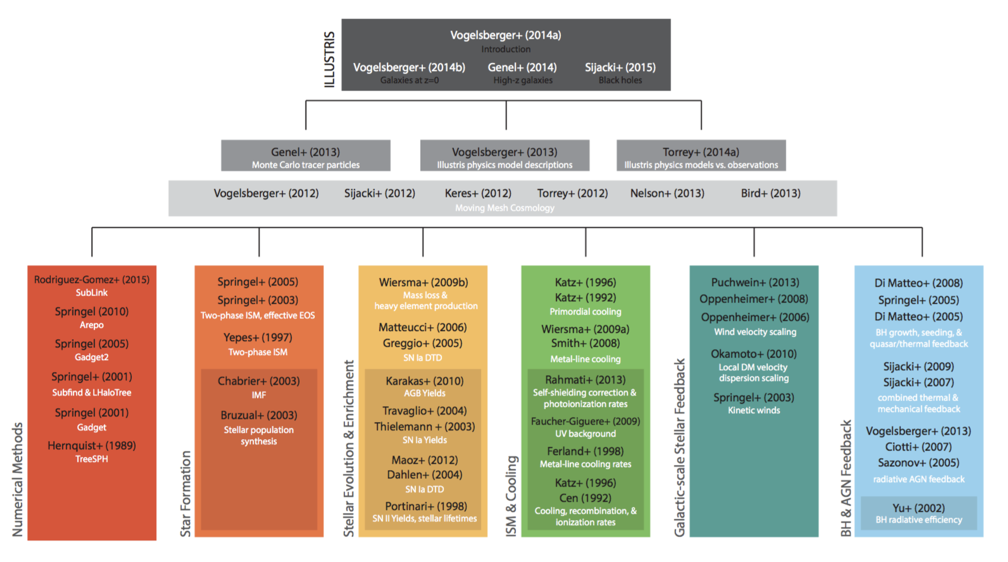 ILLUSTRIS
Vogelsberger+ (2014a)
Introduction
Vogelsberger+ (2014b) Genel+ (2014) Sijacki+ (2015)
Galaxies at z=0 High-z galaxies Black holes
Genel+ (2013) Vogelsberger+ (2013) Torrey+ (2014a)
Monte Carlo tracer particles Illustris physics model descriptions Illustris physics models vs. observations
Vogelsberger+ (2012) Sijacki+ (2012) Keres+ (2012) Torrey+ (2012) Nelson+ (2013) Bird+ (2013)
Moving Mesh Cosmology
Numerical Methods
Rodriguez-Gomez+ (2015)
SubLink
Springel (2010)
Arepo
Springel (2005)
Gadget2
Springel+ (2001)
Subfind & LHaloTree
Springel (2001)
Gadget
Hernquist+ (1989)
TreeSPH
Star Formation
Springel+ (2005)
Springel+ (2003)
Two-phase ISM, effective EOS
Yepes+ (1997)
Two-phase ISM
Chabrier+ (2003)
IMF
Bruzual+ (2003)
Stellar population
synthesis
Stellar Evolution & Enrichment
Wiersma+ (2009b)
Mass loss &
heavy element production
Matteucci+ (2006)
Greggio+ (2005)
SN Ia DTD
Karakas+ (2010)
AGB Yields
Travaglio+ (2004)
Thielemann+ (2003)
SN Ia Yields
Maoz+ (2012)
Dahlen+ (2004)
SN Ia DTD
Portinari+ (1998)
SN II Yields, stellar lifetimes
ISM & Cooling
Katz+ (1996)
Katz+ (1992)
Primordial cooling
Wiersma+ (2009a)
Smith+ (2008)
Metal-line cooling
Rahmati+ (2013)
Self-shielding correction &
photoionization rates
Faucher-Giguere+ (2009)
UV background
Ferland+ (1998)
Metal-line cooling rates
Katz+ (1996)
Cen (1992)
Cooling, recombination, &
ionization rates
Galactic-scale Stellar Feedback
Puchwein+ (2013)
Oppenheimer+ (2008)
Oppenheimer+ (2006)
Wind velocity scaling
Okamoto+ (2010)
Local DM velocity
dispersion scaling
Springel+ (2003)
Kinetic winds
BH & AGN Feedback
Di Matteo+ (2008)
Springel+ (2005)
Di Matteo+ (2005)
BH growth, seeding, &
quasar/thermal feedback
Sijacki+ (2009)
Sijacki+ (2007)
combined thermal &
mechanical feedback
Vogelsberger+ (2013)
Ciotti+ (2007)
Sazonov+ (2005)
radiative AGN feedback
Yu+ (2002)
BH radiative efficiency